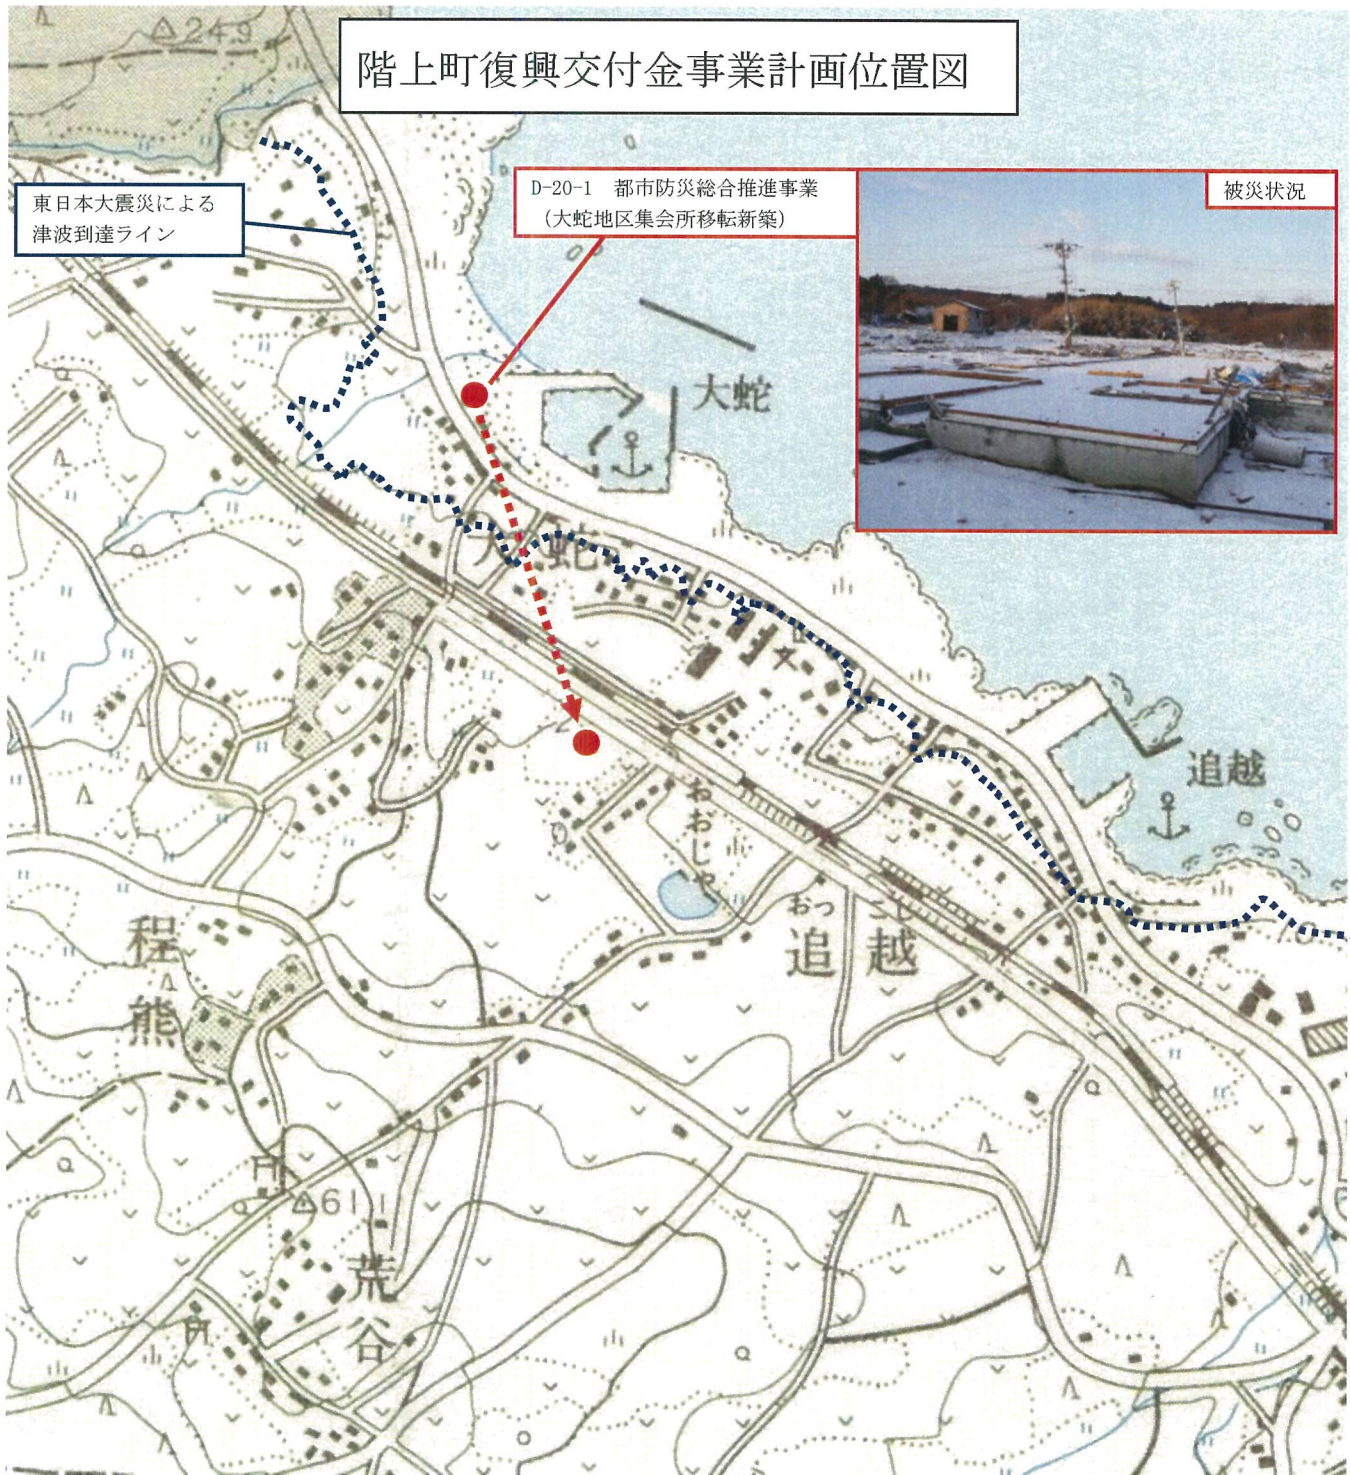 △24.9
階上町復興交付金事業計画位置図
東日本大震災による
津波到達ライン
D-20-1 都市防災総合推進事業
(大蛇地区集会所移転新築)
被災状況
大蛇
大蛇
追越
おおじゃ
おっこし
追越
程熊
△61.1
荒谷